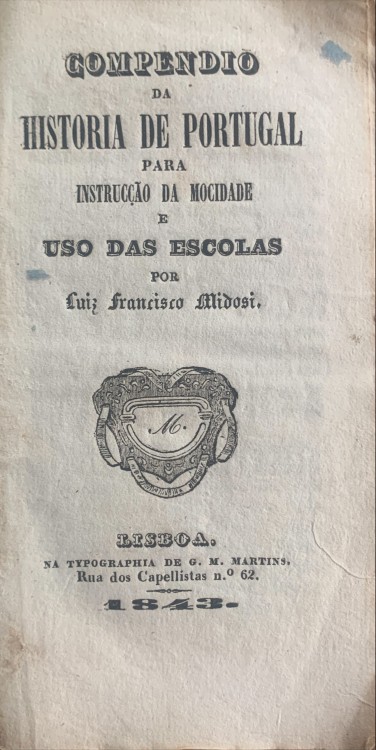 COMPENDIO
DA
HISTORIA DE PORTUGAL
PARA
INSTRUCÇÃO DA MOCIDADE
E
USO DAS ESCOLAS
POR
Luiz Francisco Midosi.
M.
LISBOA.
NA TYPOGRAPHIA DE G. M. MARTINS.
Rua dos Capellistas n.º 62.
1843.